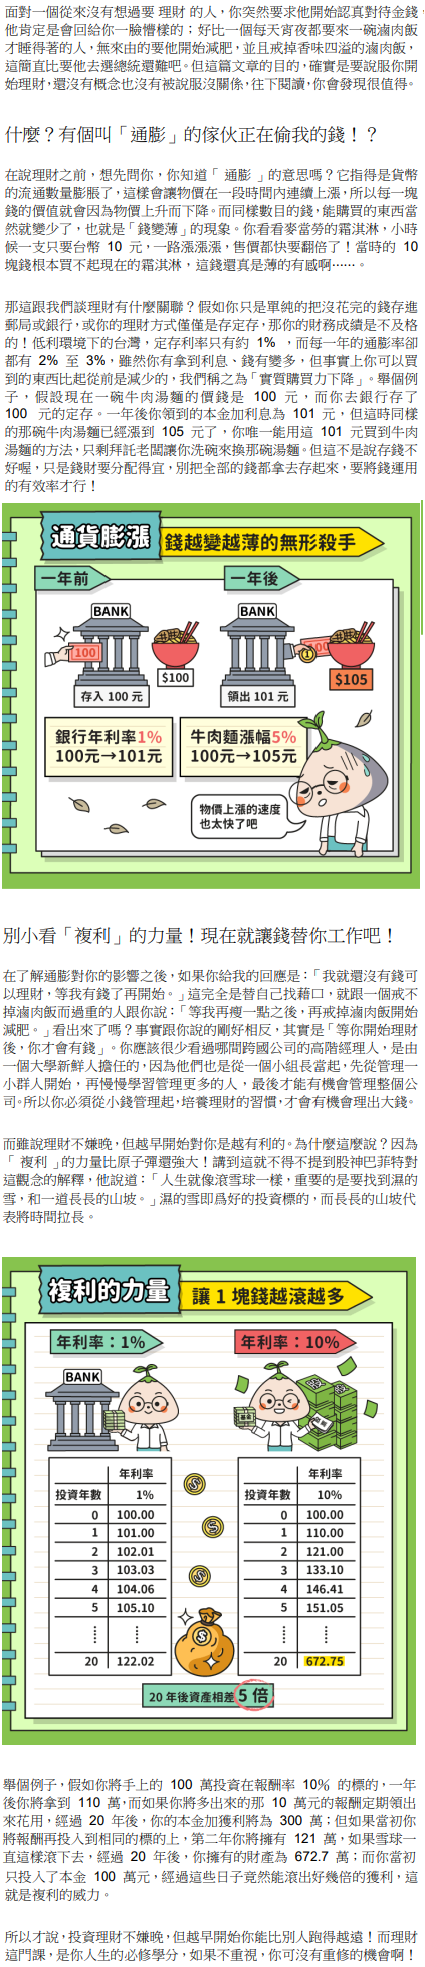 面對一個從來沒有想過要 理財 的人，你突然要求他開始認真對待金錢，
他肯定是會回給你一臉懵樣的；好比一個每天宵夜都要來一碗滷肉飯
才睡得著的人，無來由的要他開始減肥，並且戒掉香味四溢的滷肉飯，
這簡直比要他去選總統還難吧。但這篇文章的目的，確實是要說服你開
始理財，還沒有概念也沒有被說服沒關係，往下閱讀，你會發現很值得。
什麼？有個叫「通膨」的傢伙正在偷我的錢！？
在說理財之前，想先問你，你知道「 通膨 」的意思嗎？它指得是貨幣
的流通數量膨脹了，這樣會讓物價在一段時間內連續上漲，所以每一塊
錢的價值就會因為物價上升而下降。而同樣數目的錢，能購買的東西當
然就變少了，也就是「錢變薄」的現象。你看看麥當勞的霜淇淋，小時
候一支只要台幣 10 元，一路漲漲漲，售價都快要翻倍了！當時的 10
塊錢根本買不起現在的霜淇淋，這錢還真是薄的有感啊⋯⋯。
那這跟我們談理財有什麼關聯？假如你只是單純的把沒花完的錢存進
郵局或銀行，或你的理財方式僅僅是存定存，那你的財務成績是不及格
的！低利環境下的台灣，定存利率只有約 1% ，而每一年的通膨率卻
都有 2% 至 3%，雖然你有拿到利息、錢有變多，但事實上你可以買
到的東西比起從前是減少的，我們稱之為「實質購買力下降」。舉個例
子，假設現在一碗牛肉湯麵的價錢是 100 元，而你去銀行存了
100 元的定存。一年後你領到的本金加利息為 101 元，但這時同樣
的那碗牛肉湯麵已經漲到 105 元了，你唯一能用這 101 元買到牛肉
湯麵的方法，只剩拜託老闆讓你洗碗來換那碗湯麵。但這不是說存錢不
好喔，只是錢財要分配得宜，別把全部的錢都拿去存起來，要將錢運用
的有效率才行！
通貨膨漲 錢越變越薄的無形殺手
一年前 一年後
BANK BANK
100 100 1
$100 $105
存入 100 元 領出 101 元
銀行年利率1% 牛肉麵漲幅5%
100元→101元 100元→105元
物價上漲的速度
也太快了吧
別小看「複利」的力量！現在就讓錢替你工作吧！
在了解通膨對你的影響之後，如果你給我的回應是：「我就還沒有錢可
以理財，等我有錢了再開始。」這完全是替自己找藉口，就跟一個戒不
掉滷肉飯而過重的人跟你說：「等我再瘦一點之後，再戒掉滷肉飯開始
減肥。」看出來了嗎？事實跟你說的剛好相反，其實是「等你開始理財
後，你才會有錢」。你應該很少看過哪間跨國公司的高階經理人，是由
一個大學新鮮人擔任的，因為他們也是從一個小組長當起，先從管理一
小群人開始，再慢慢學習管理更多的人，最後才能有機會管理整個公
司。所以你必須從小錢管理起，培養理財的習慣，才會有機會理出大錢。
而雖說理財不嫌晚，但越早開始對你是越有利的。為什麼這麼說？因為
「 複利 」的力量比原子彈還強大！講到這就不得不提到股神巴菲特對
這觀念的解釋，他說道：「人生就像滾雪球一樣，重要的是要找到濕的
雪，和一道長長的山坡。」濕的雪即爲好的投資標的，而長長的山坡代
表將時間拉長。
複利的力量 讓 1 塊錢越滾越多
年利率：1% 年利率：10%
BANK
基金
年利率 年利率
投資年數 1% 投資年數 10%
0 100.00 0 100.00
1 101.00 1 110.00
2 102.01 2 121.00
3 103.03 3 133.10
4 104.06 4 146.41
5 105.10 5 151.05
⋮ ⋮ ⋮ ⋮
20 122.02 20 672.75
20 年後資產相差 5 倍
舉個例子，假如你將手上的 100 萬投資在報酬率 10% 的標的，一年
後你將拿到 110 萬，而如果你將多出來的那 10 萬元的報酬定期領出
來花用，經過 20 年後，你的本金加獲利將為 300 萬；但如果當初你
將報酬再投入到相同的標的上，第二年你將擁有 121 萬，如果雪球一
直這樣滾下去，經過 20 年後，你擁有的財產為 672.7 萬；而你當初
只投入了本金 100 萬元，經過這些日子竟然能滾出好幾倍的獲利，這
就是複利的威力。
所以才說，投資理財不嫌晚，但越早開始你能比別人跑得越遠！而理財
這門課，是你人生的必修學分，如果不重視，你可沒有重修的機會啊！